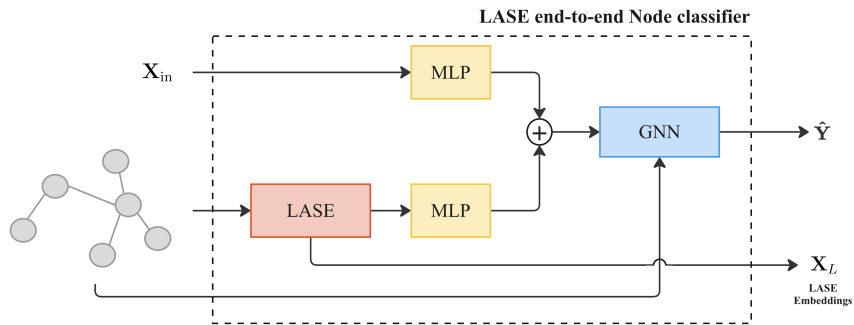 LASE end-to-end Node classifier
X_in
MLP
+
GNN
Ŷ
LASE
MLP
X_L
LASE
Embeddings